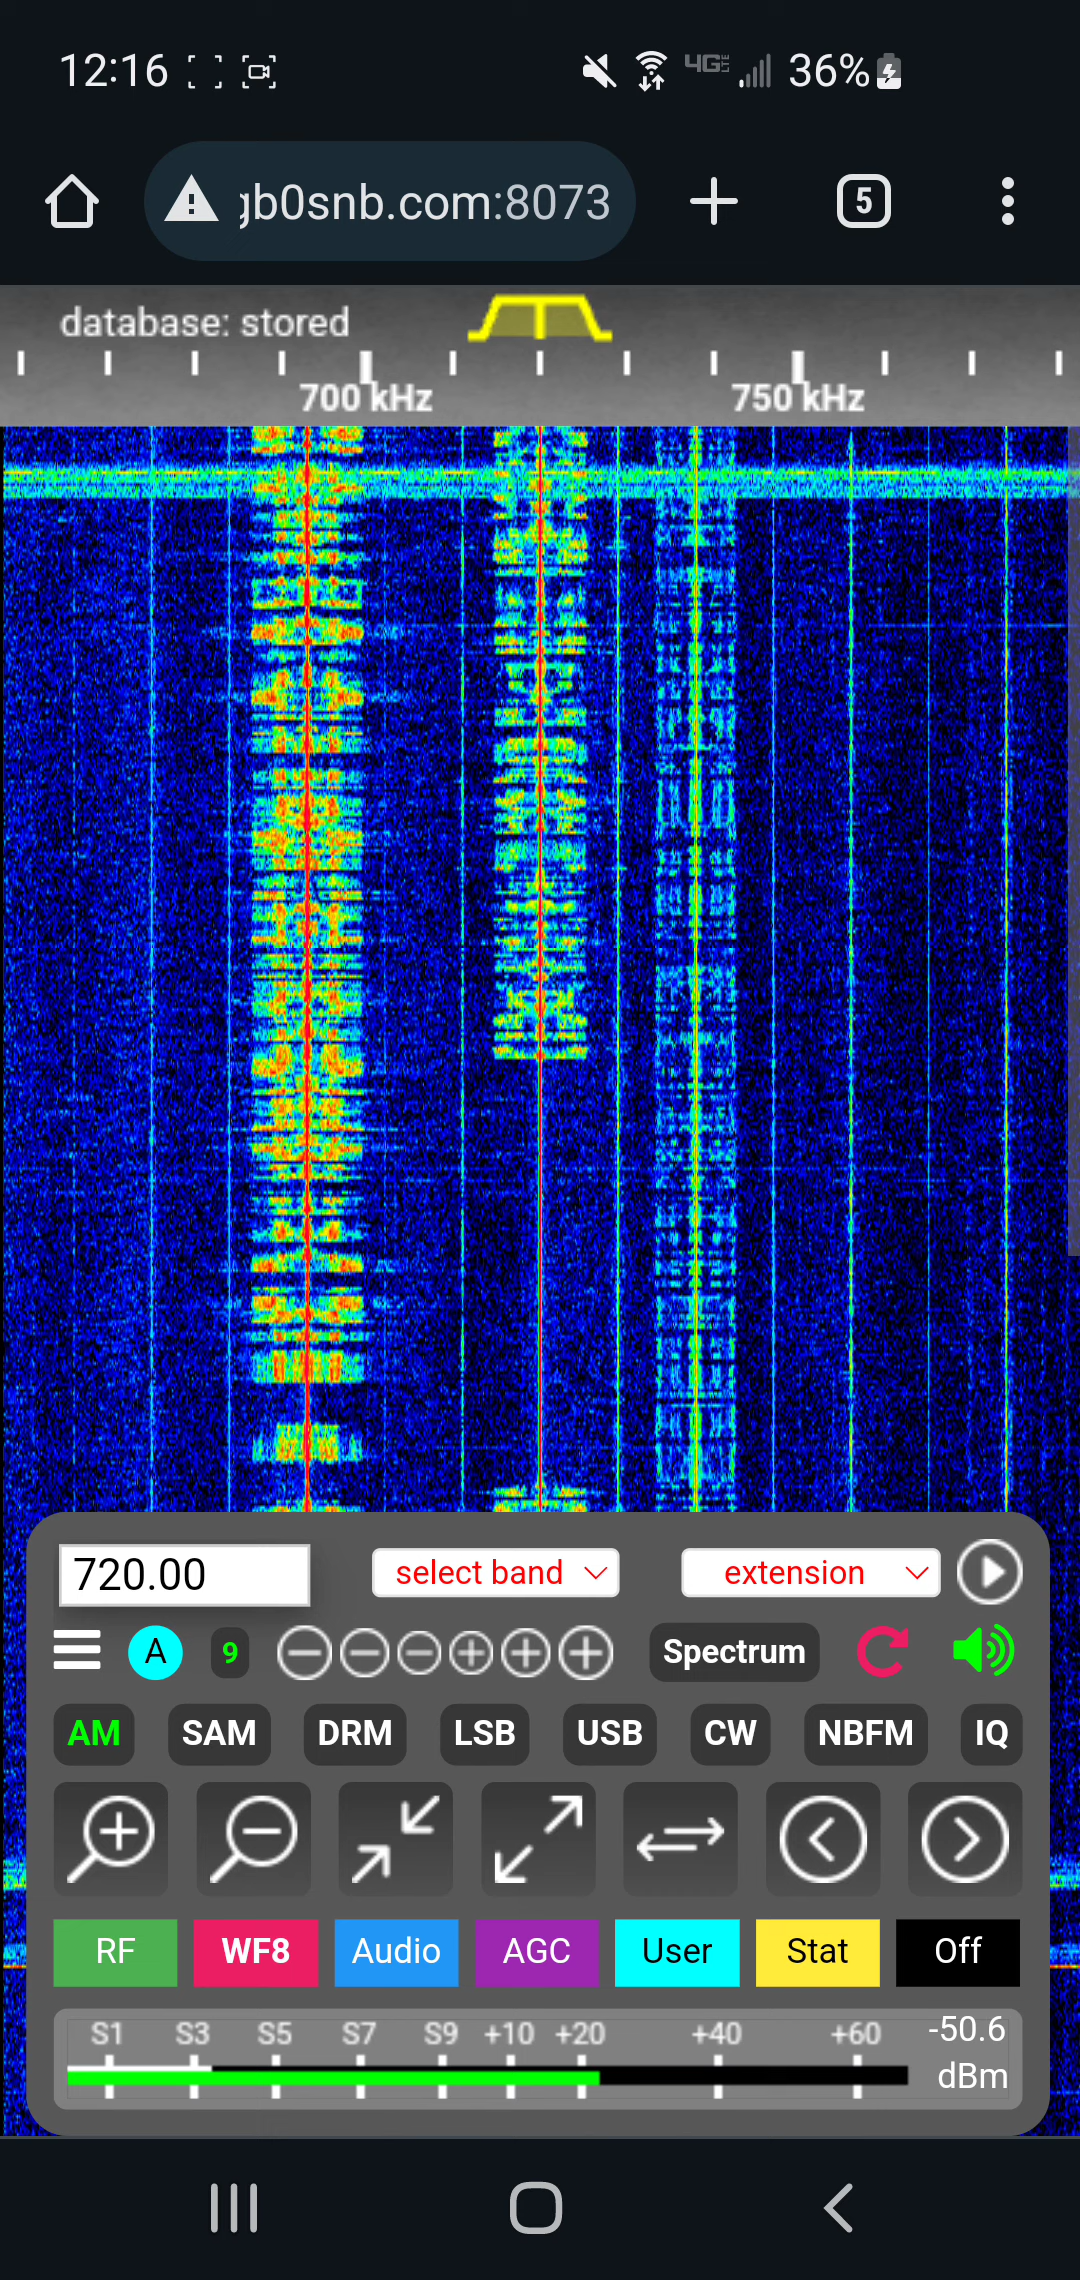 12:16 4G LTE 36%
gb0snb.com:8073 5
database: stored
700 kHz 750 kHz
720.00 select band extension
A 9 Spectrum
AM SAM DRM LSB USB CW NBFM IQ
RF WF8 Audio AGC User Stat Off
S1 S3 S5 S7 S9 +10 +20 +40 +60 -50.6
dBm